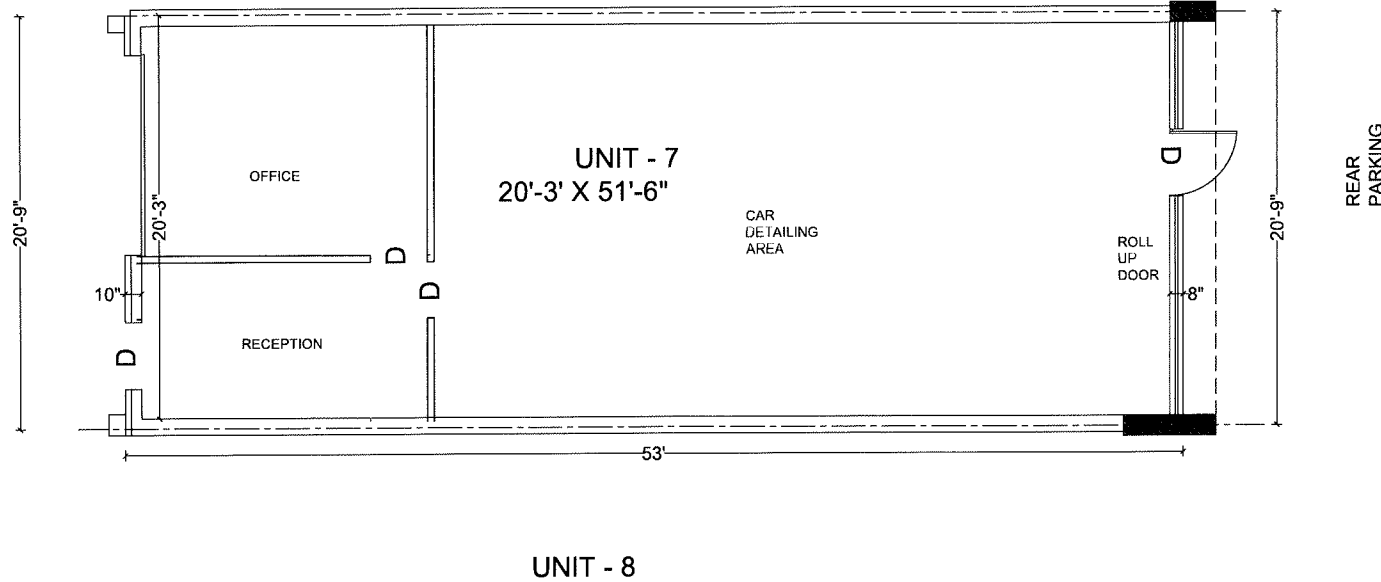 UNIT - 7
20'-3' X 51'-6"
OFFICE
20'-9"
20'-3"
CAR
DETAILING
AREA
ROLL
UP
DOOR
20'-9"
REAR
PARKING
D
D
D
10"
8"
RECEPTION
D
53'
UNIT - 8